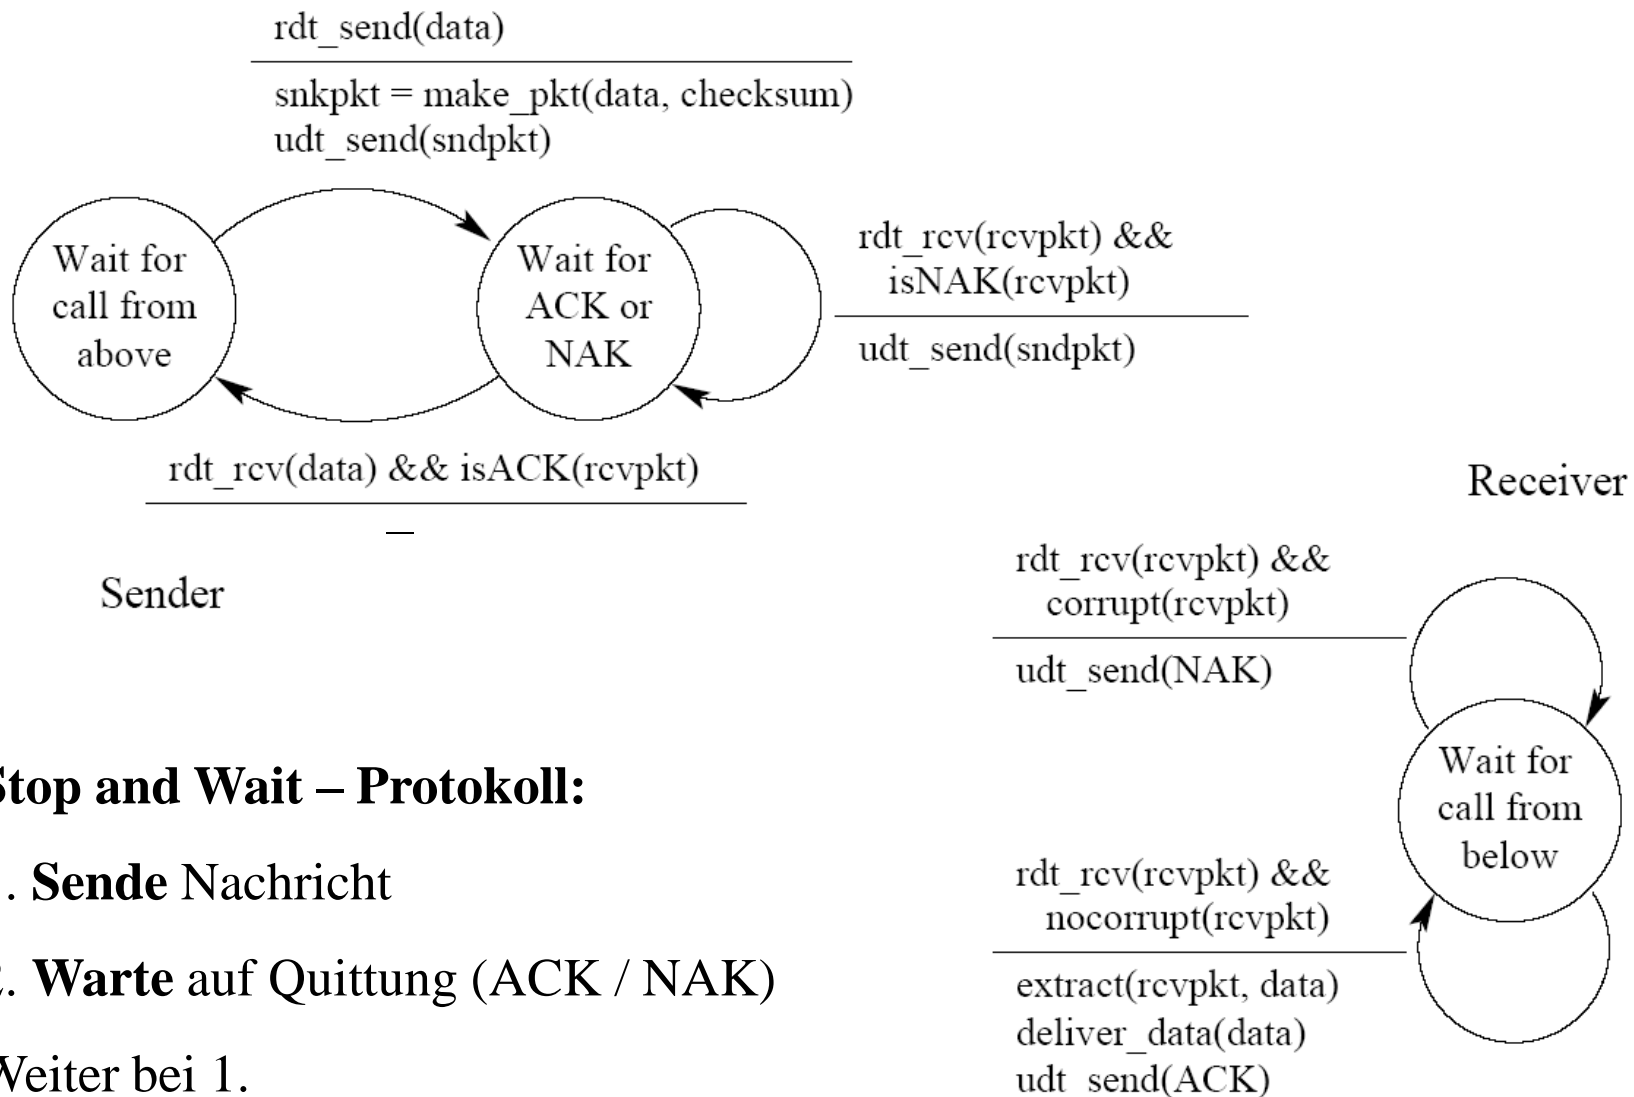 rdt_send(data)
snkpkt = make_pkt(data, checksum)
udt_send(sndpkt)
Wait for
call from
above
Wait for
ACK or
NAK
rdt_rcv(rcvpkt) &&
isNAK(rcvpkt)
udt_send(sndpkt)
rdt_rcv(data) && isACK(rcvpkt)
–
Sender
Receiver
rdt_rcv(rcvpkt) &&
corrupt(rcvpkt)
udt_send(NAK)
Wait for
call from
below
rdt_rcv(rcvpkt) &&
nocorrupt(rcvpkt)
extract(rcvpkt, data)
deliver_data(data)
udt_send(ACK)
Stop and Wait – Protokoll:
. Sende Nachricht
2. Warte auf Quittung (ACK / NAK)
Weiter bei 1.